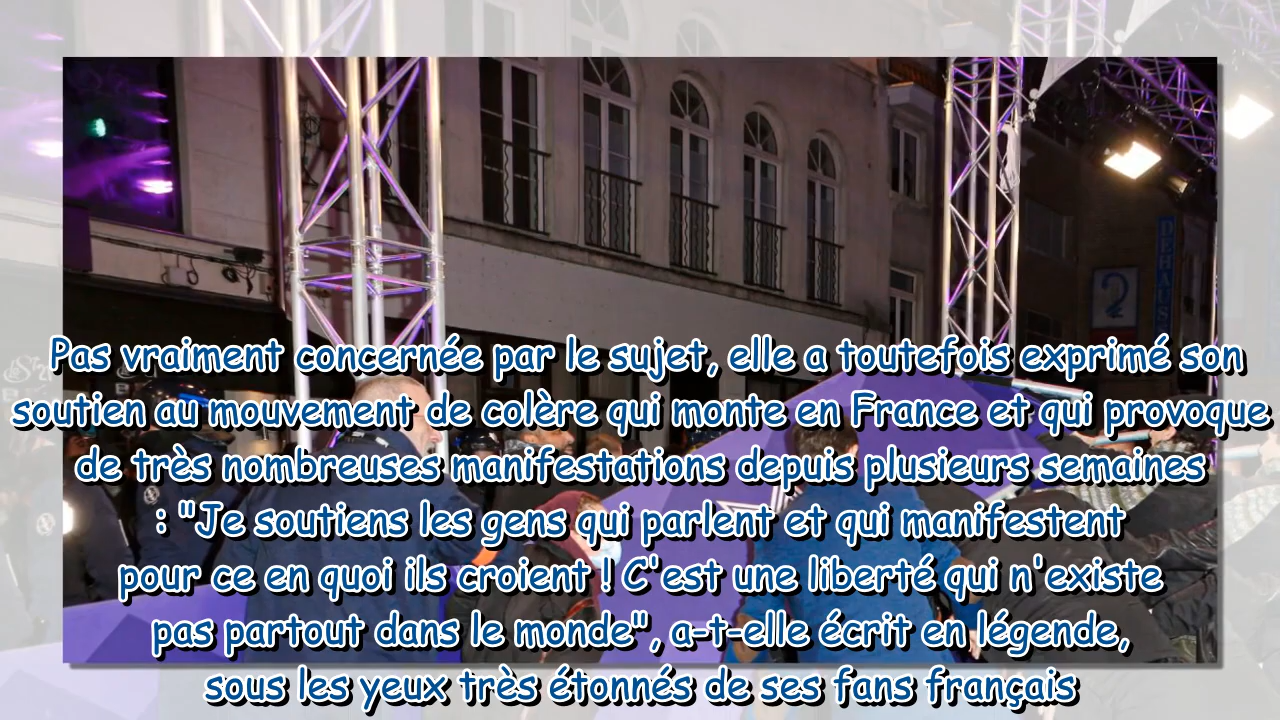 DEHAUS
Pas vraiment concernée par le sujet, elle a toutefois exprimé son
soutien au mouvement de colère qui monte en France et qui provoque
de très nombreuses manifestations depuis plusieurs semaines
: "Je soutiens les gens qui parlent et qui manifestent
pour ce en quoi ils croient ! C'est une liberté qui n'existe
pas partout dans le monde", a-t-elle écrit en légende,
sous les yeux très étonnés de ses fans français